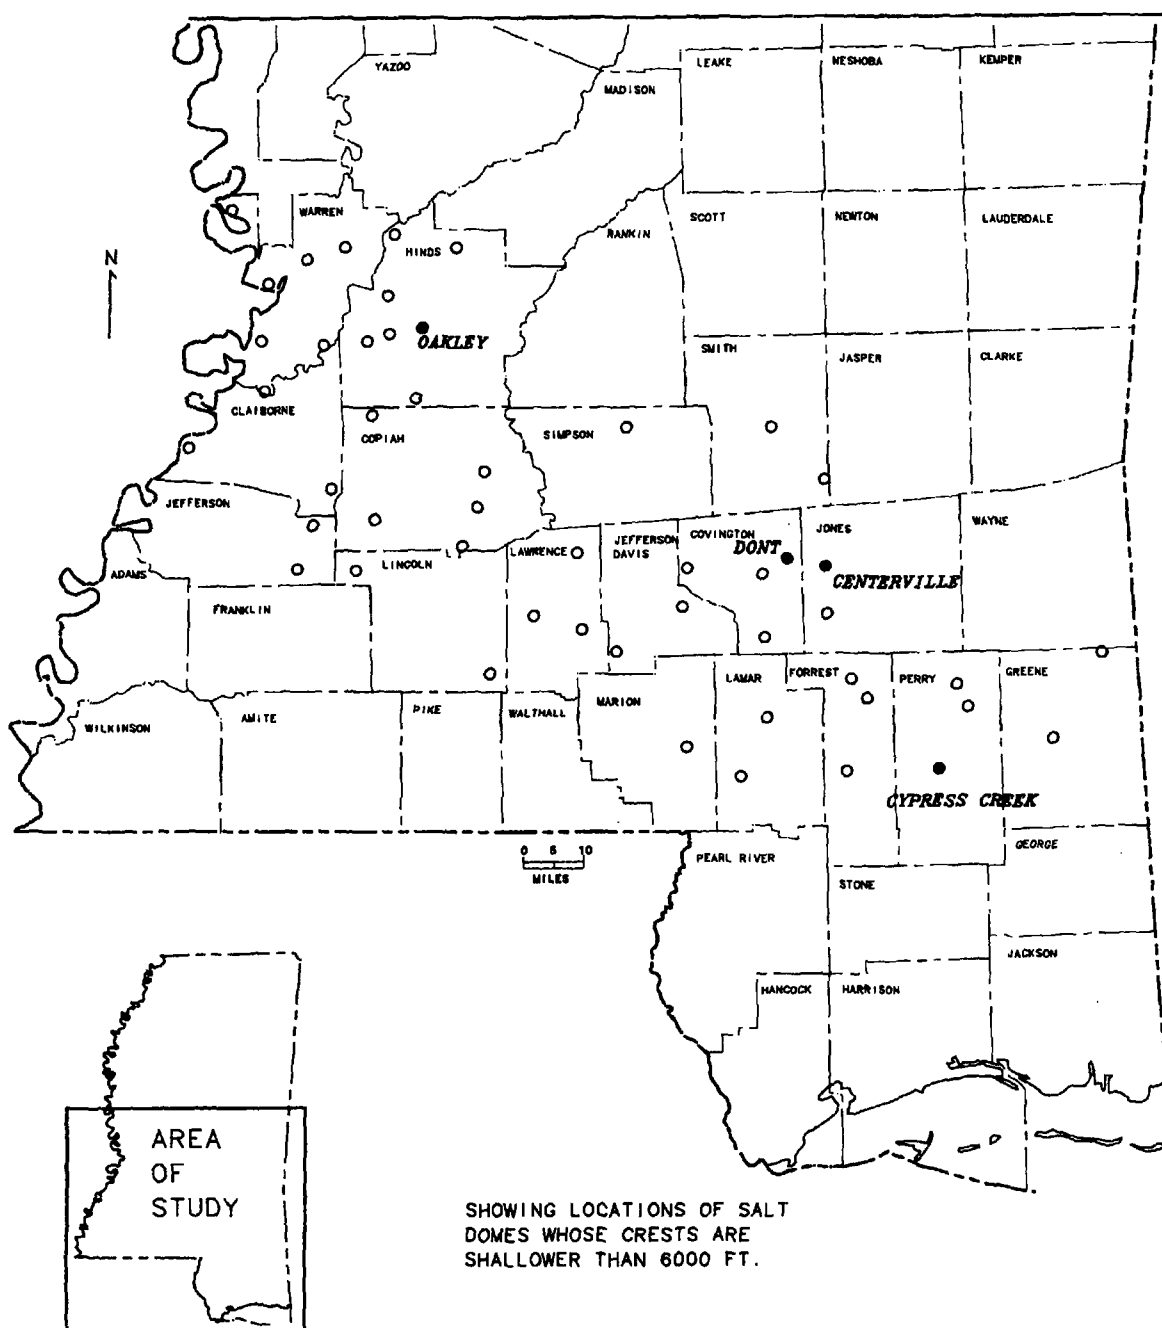 YAZOO
LEAKE
NESHOBA
KEMPER
MADISON
WARREN
SCOTT
NEWTON
LAUDERDALE
RANKIN
HINDS
N
OAKLEY
SMITH
JASPER
CLARKE
CLAIBORNE
COPIAH
SIMPSON
JEFFERSON
WAYNE
JONES
COVINGTON
JEFFERSON
DAVIS
LAWRENCE
DONT
LINCOLN
ADAMS
CENTERVILLE
FRANKLIN
LAMAR
FORREST
PERRY
GREENE
MARION
PIKE
WALTHALL
AMITE
WILKINSON
CYPRESS CREEK
0 5 10
MILES
PEARL RIVER
GEORGE
STONE
JACKSON
HANCOCK
HARRISON
AREA
OF
STUDY
SHOWING LOCATIONS OF SALT
DOMES WHOSE CRESTS ARE
SHALLOWER THAN 6000 FT.